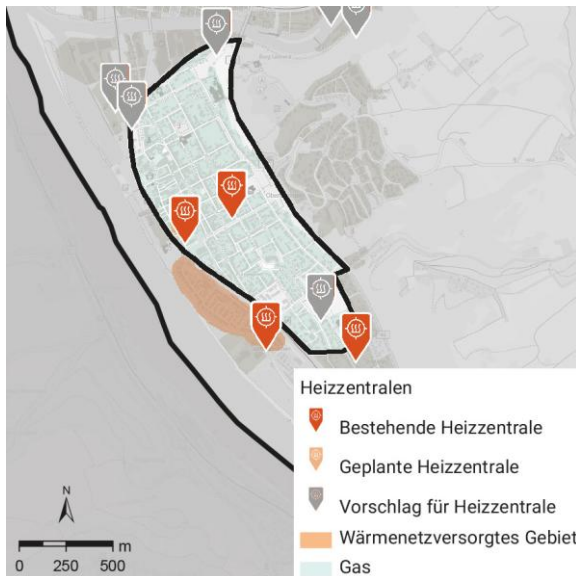 Heizzentralen
Bestehende Heizzentrale
Geplante Heizzentrale
Vorschlag für Heizzentrale
Wärmenetzversorgtes Gebiet
Gas
N
0 250 500 m